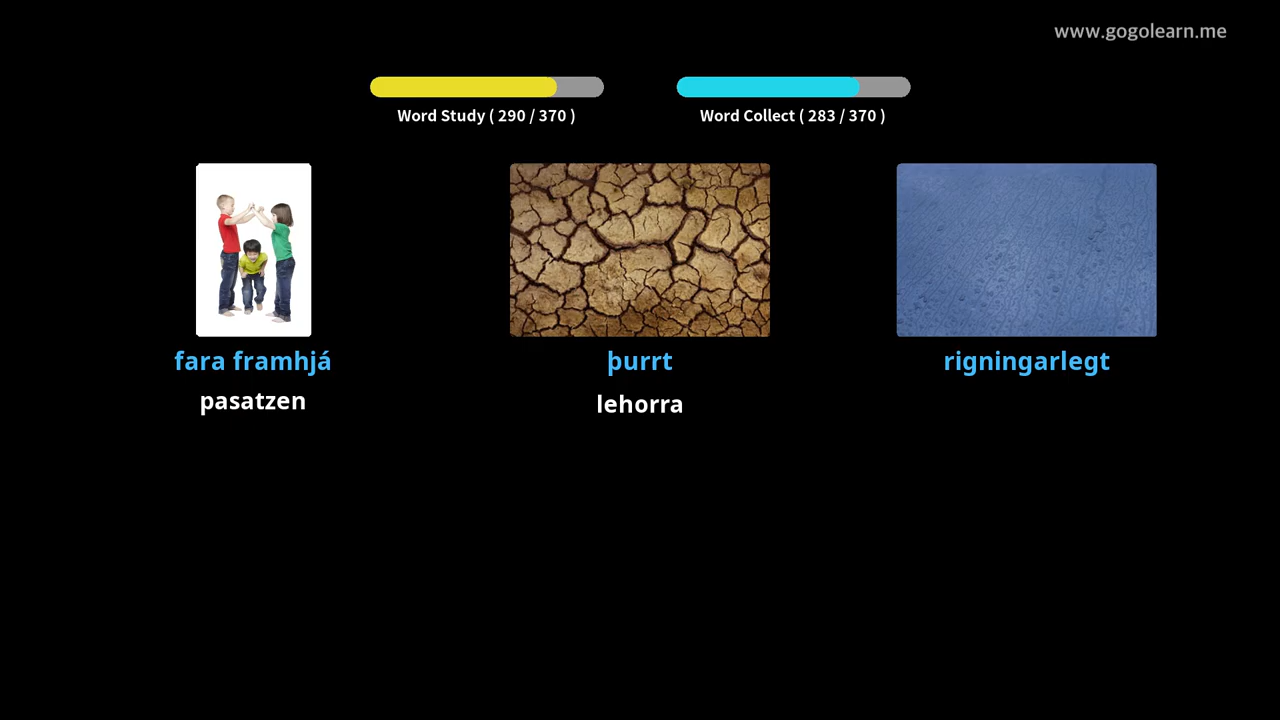 www.gogolearn.me
Word Study ( 290 / 370 )
Word Collect ( 283 / 370 )
fara framhjá
þurrt
rigningarlegt
pasatzen
lehorra